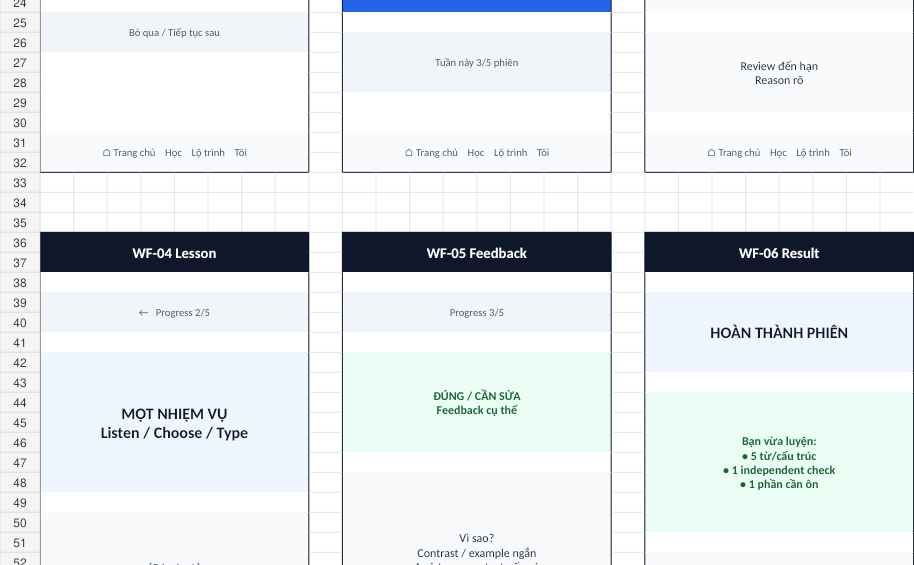 24
25
26
27
28
29
30
31
32
33
34
35
36
37
38
39
40
41
42
43
44
45
46
47
48
49
50
51
52
Bỏ qua / Tiếp tục sau
⌂ Trang chủ Học Lộ trình Tôi
Tuần này 3/5 phiên
⌂ Trang chủ Học Lộ trình Tôi
Review đến hạn
Reason rõ
⌂ Trang chủ Học Lộ trình Tôi
WF-04 Lesson
← Progress 2/5
MỌT NHIỆM VỤ
Listen / Choose / Type
WF-05 Feedback
Progress 3/5
ĐÚNG / CẦN SỬA
Feedback cụ thể
Vì sao?
Contrast / example ngắn
WF-06 Result
HOÀN THÀNH PHIÊN
Bạn vừa luyện:
• 5 từ/cấu trúc
• 1 independent check
• 1 phần cần ôn